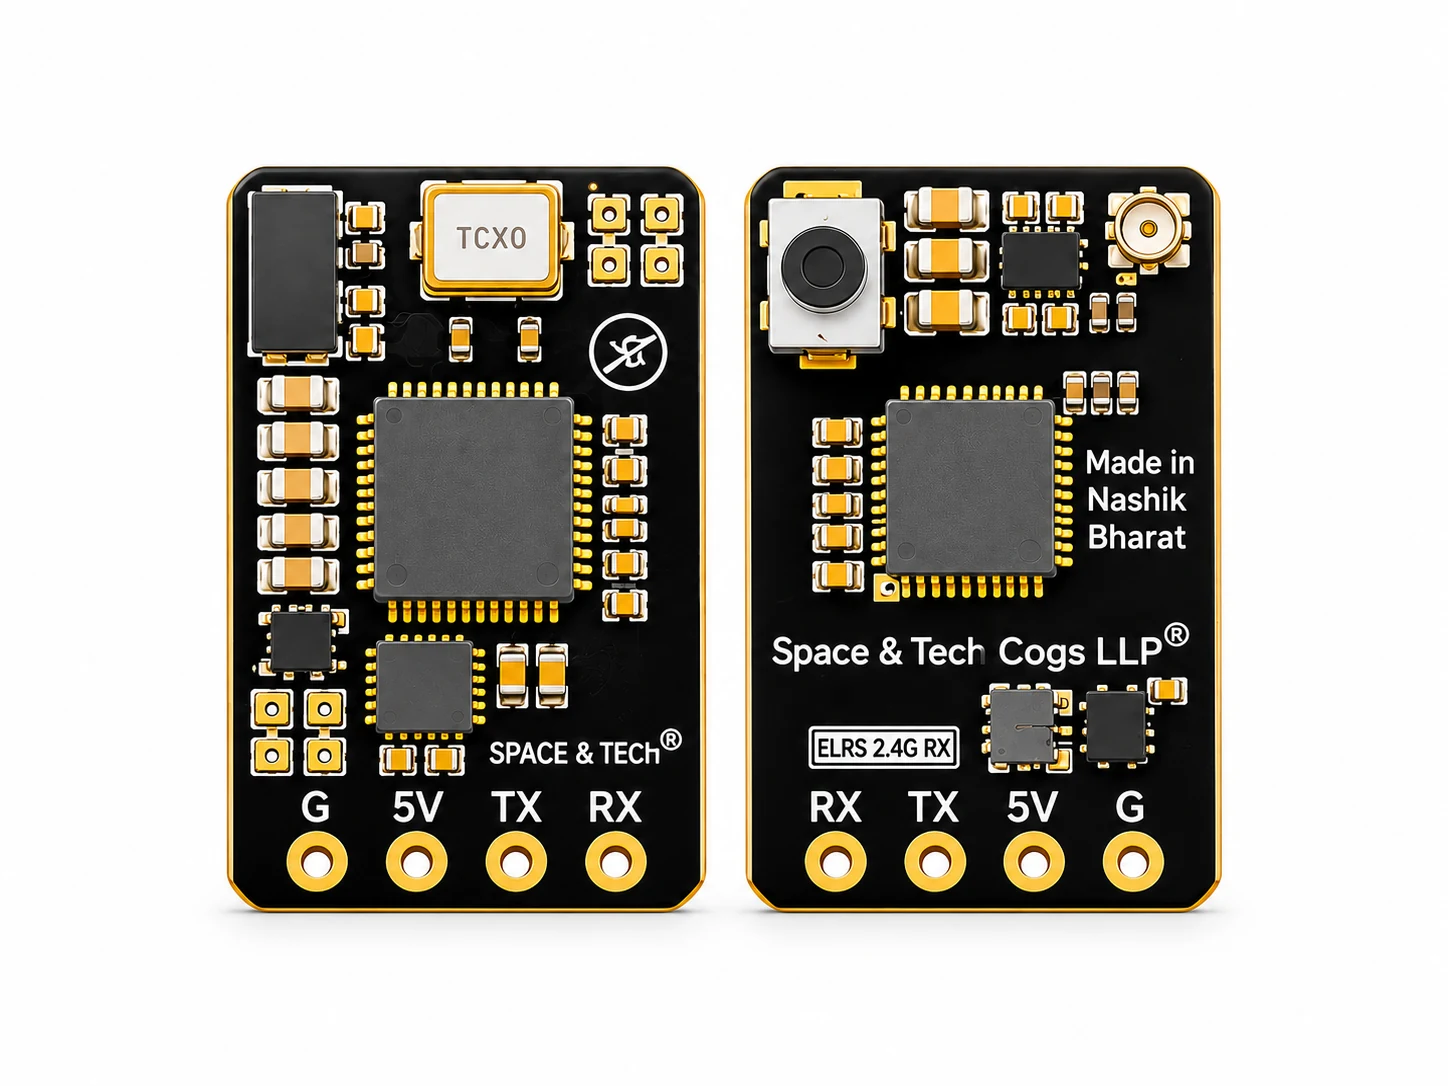 TCXO
SPACE & TECH®
G 5V TX RX
Made in
Nashik
Bharat
Space & Tech Cogs LLP®
ELRS 2.4G RX
RX TX 5V G